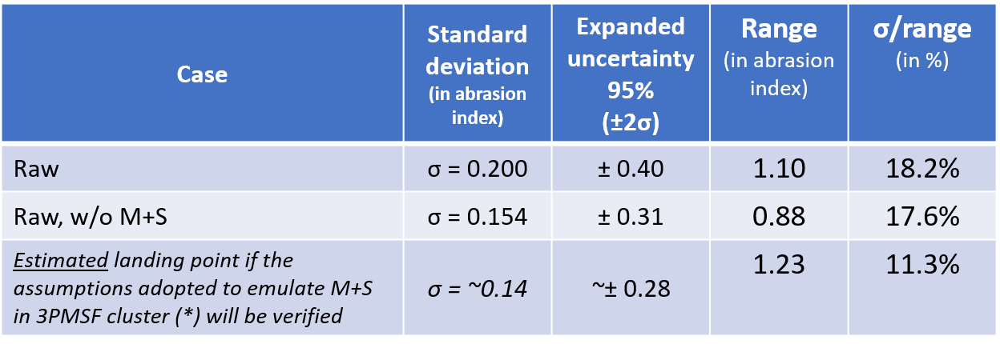 Case
Standard
deviation
(in abrasion
index)
Expanded
uncertainty
95%
(±2σ)
Range
(in abrasion
index)
σ/range
(in %)
Raw
σ = 0.200
± 0.40
1.10
18.2%
Raw, w/o M+S
σ = 0.154
± 0.31
0.88
17.6%
Estimated landing point if the
assumptions adopted to emulate M+S
in 3PMSF cluster (*) will be verified
σ = ~0.14
~± 0.28
1.23
11.3%